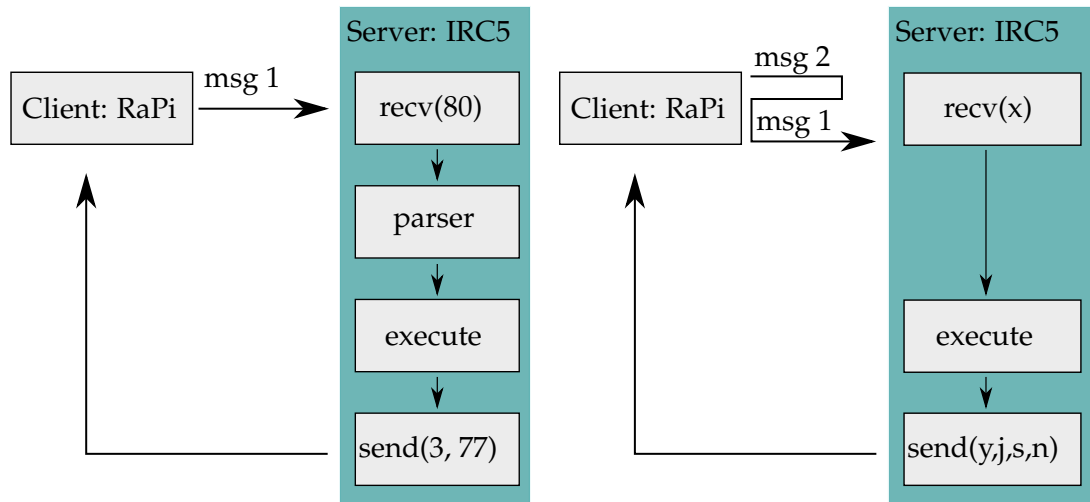 Server: IRC5
msg 1
Client: RaPi
recv(80)
parser
execute
send(3, 77)
Server: IRC5
msg 2
Client: RaPi
msg 1
recv(x)
execute
send(y,j,s,n)